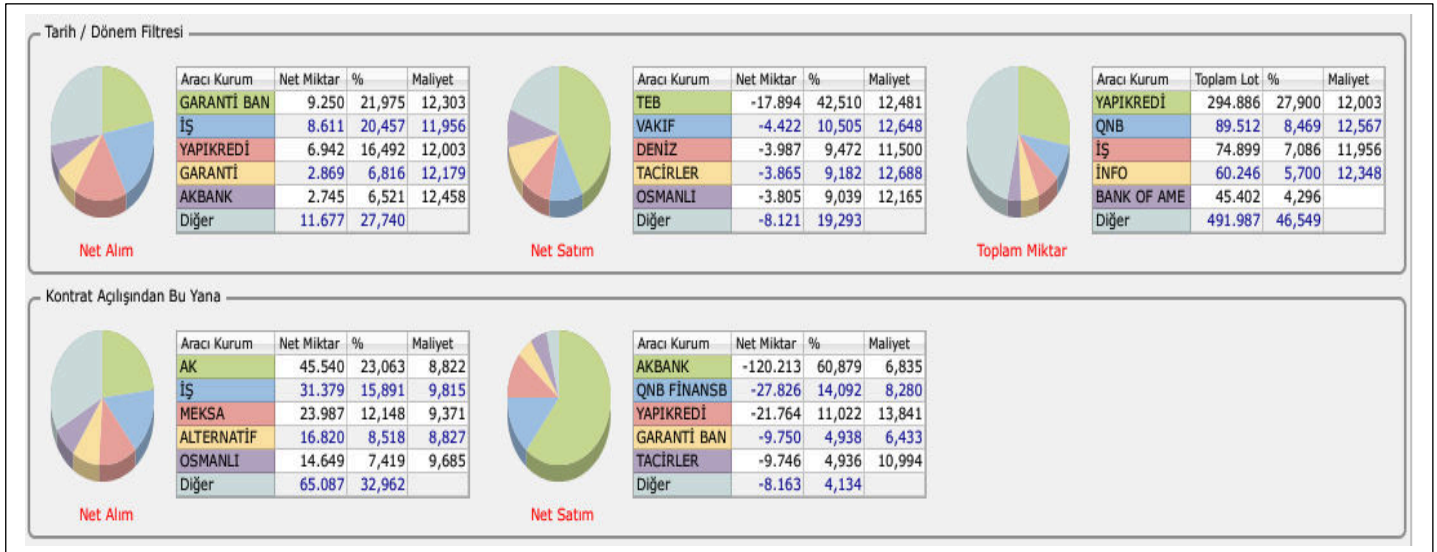 Tarih / Dönem Filtresi
Aracı Kurum Net Miktar % Maliyet
GARANTİ BAN 9.250 21,975 12,303
İŞ 8.611 20,457 11,956
YAPIKREDİ 6.942 16,492 12,003
GARANTİ 2.869 6,816 12,179
AKBANK 2.745 6,521 12,458
Diğer 11.677 27,740
Net Alım
Aracı Kurum Net Miktar % Maliyet
TEB -17.894 42,510 12,481
VAKIF -4.422 10,505 12,648
DENİZ -3.987 9,472 11,500
TACİRLER -3.865 9,182 12,688
OSMANLI -3.805 9,039 12,165
Diğer -8.121 19,293
Net Satım
Aracı Kurum Toplam Lot % Maliyet
YAPIKREDİ 294.886 27,900 12,003
QNB 89.512 8,469 12,567
İŞ 74.899 7,086 11,956
İNFO 60.246 5,700 12,348
BANK OF AME 45.402 4,296
Diğer 491.987 46,549
Toplam Miktar
Kontrat Açılışından Bu Yana
Aracı Kurum Net Miktar % Maliyet
AK 45.540 23,063 8,822
İŞ 31.379 15,891 9,815
MEKSA 23.987 12,148 9,371
ALTERNATİF 16.820 8,518 8,827
OSMANLI 14.649 7,419 9,685
Diğer 65.087 32,962
Net Alım
Aracı Kurum Net Miktar % Maliyet
AKBANK -120.213 60,879 6,835
QNB FİNANSB -27.826 14,092 8,280
YAPIKREDİ -21.764 11,022 13,841
GARANTİ BAN -9.750 4,938 6,433
TACİRLER -9.746 4,936 10,994
Diğer -8.163 4,134
Net Satım